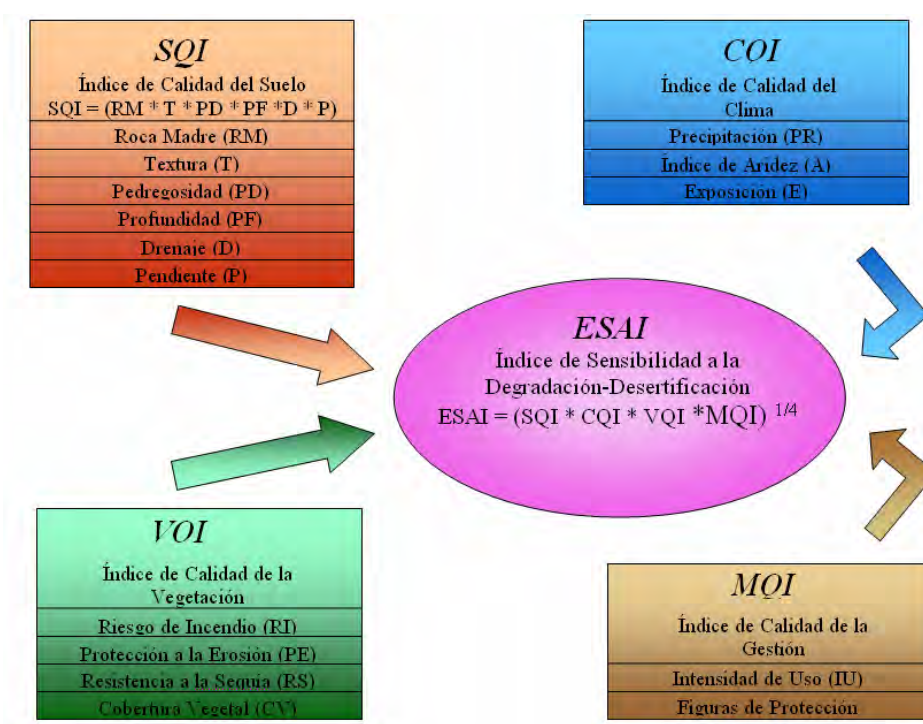 SQI
Índice de Calidad del Suelo
SQI = (RM * T * PD * PF *D * P)
Roca Madre (RM)
Textura (T)
Pedregosidad (PD)
Profundidad (PF)
Drenaje (D)
Pendiente (P)
CQI
Índice de Calidad del
Clima
Precipitación (PR)
Índice de Aridez (A)
Exposición (E)
ESAI
Índice de Sensibilidad a la
Degradación-Desertificación
ESAI = (SQI * CQI * VQI *MQI) 1/4
VQI
Índice de Calidad de la
Vegetación
Riesgo de Incendio (RI)
Protección a la Erosión (PE)
Resistencia a la Sequia (RS)
Cobertura Vegetal (CV)
MQI
Índice de Calidad de la
Gestión
Intensidad de Uso (IU)
Figuras de Protección